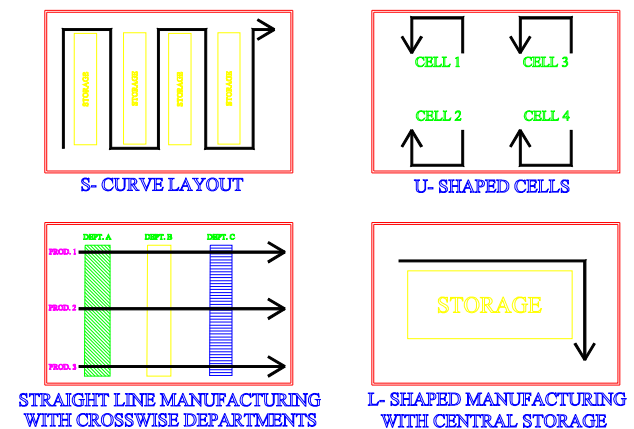 STORAGE STORAGE STORAGE STORAGE
S- CURVE LAYOUT
CELL 1 CELL 3
CELL 2 CELL 4
U- SHAPED CELLS
DEPT. A DEPT. B DEPT. C
PROD. 1
PROD. 2
PROD. 3
STRAIGHT LINE MANUFACTURING
WITH CROSSWISE DEPARTMENTS
STORAGE
L- SHAPED MANUFACTURING
WITH CENTRAL STORAGE